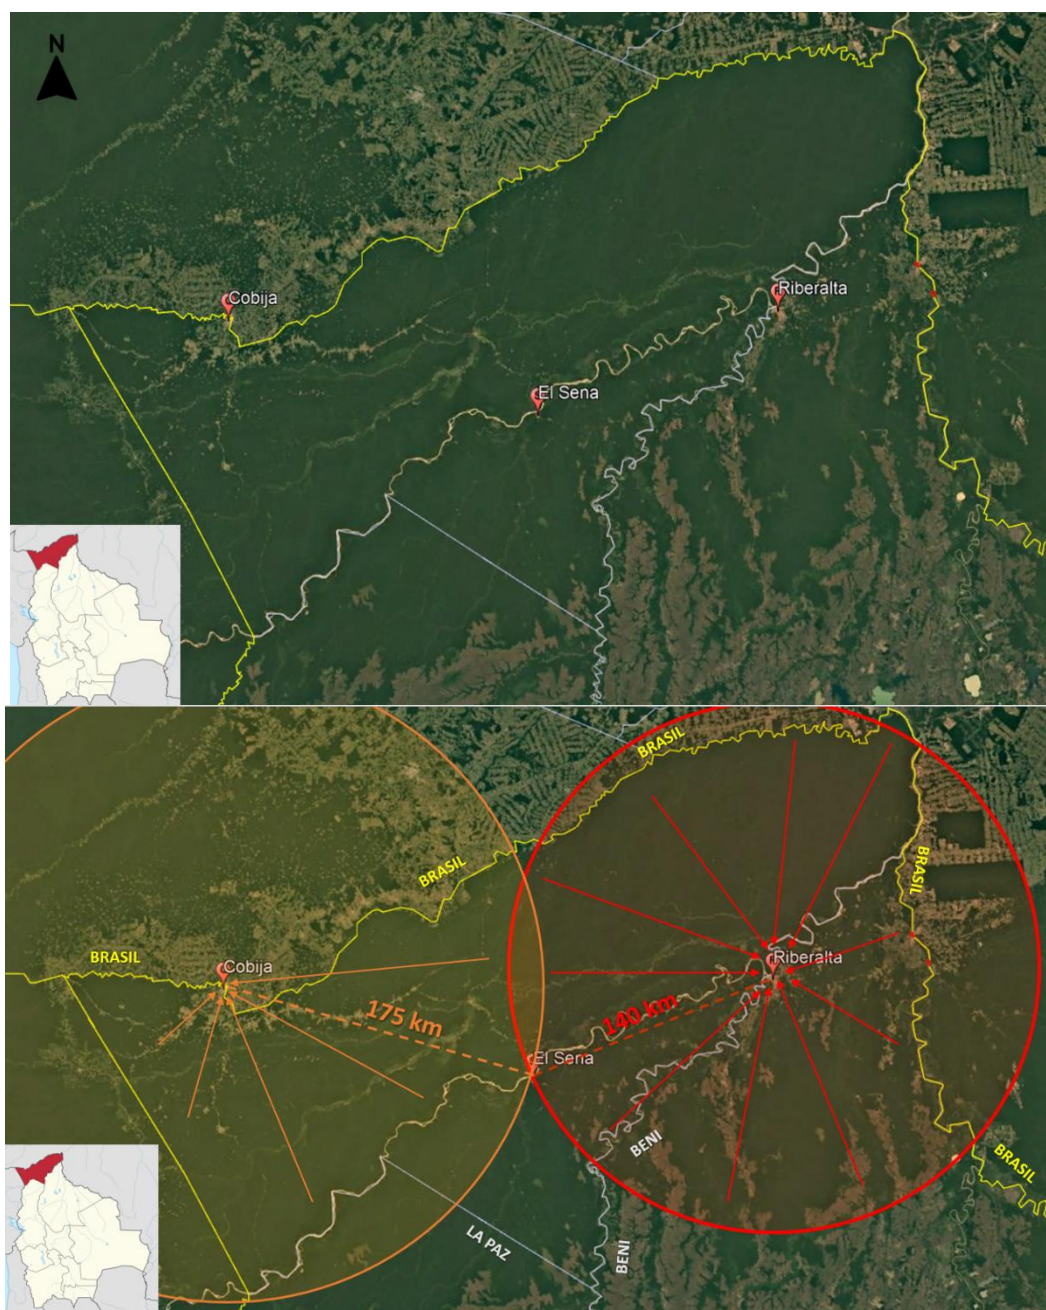 N
Cobija
Riberalta
El Sena
BRASIL
BRASIL
BRASIL
BRASIL
Cobija
Riberalta
175 km
140 km
El Sena
BENI
BRASIL
LA PAZ
BENI